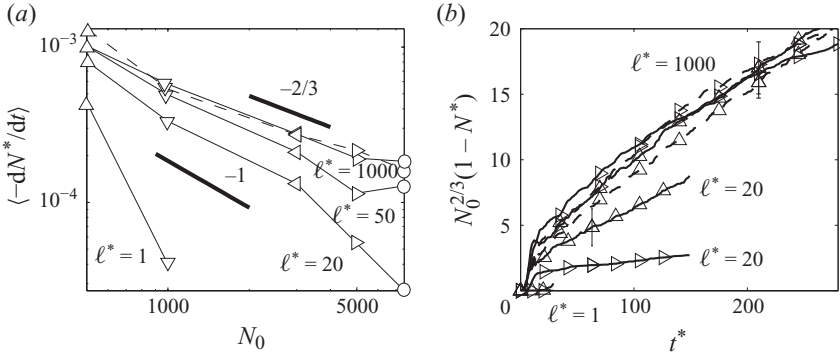 (a)
10⁻³
10⁻⁴
⟨−dN*/dt⟩
−2/3
−1
ℓ* = 1000
ℓ* = 50
ℓ* = 20
ℓ* = 1
1000
5000
N₀
(b)
20
15
10
5
0
N₀^{2/3}(1 − N*)
ℓ* = 1000
ℓ* = 20
ℓ* = 20
ℓ* = 1
0
100
200
t*